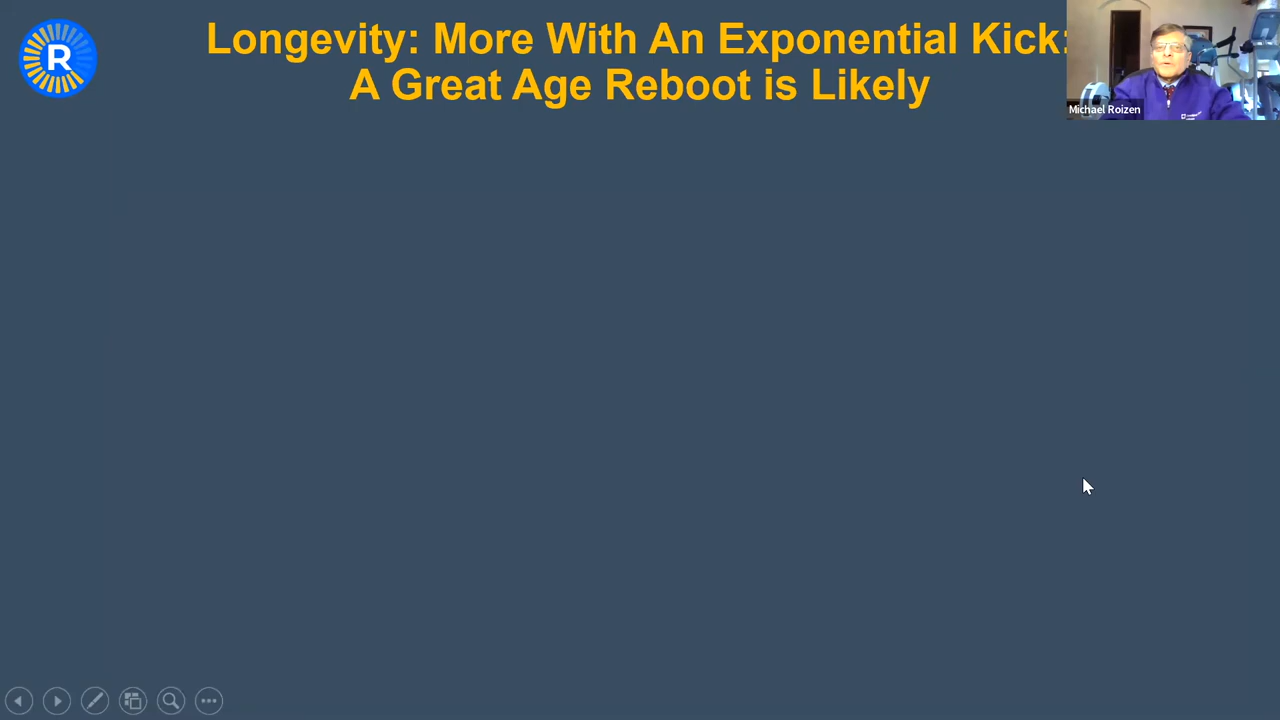 R
Longevity: More With An Exponential Kick:
A Great Age Reboot is Likely
Michael Roizen